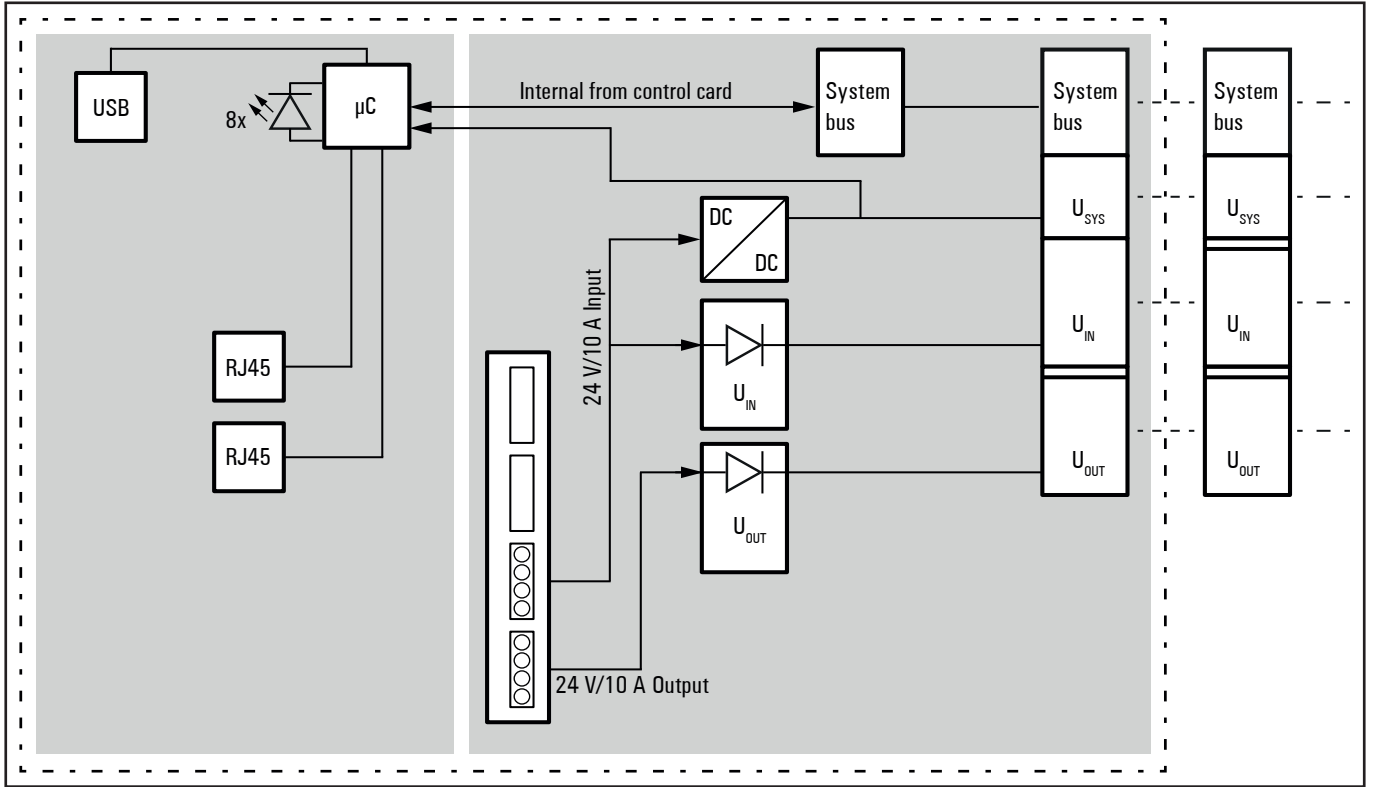 USB
8x
µC
Internal from control card
System
bus
System
bus
System
bus
DC
DC
U SYS
U SYS
24 V/10 A Input
U IN
U IN
U IN
RJ45
RJ45
U OUT
U OUT
U OUT
24 V/10 A Output